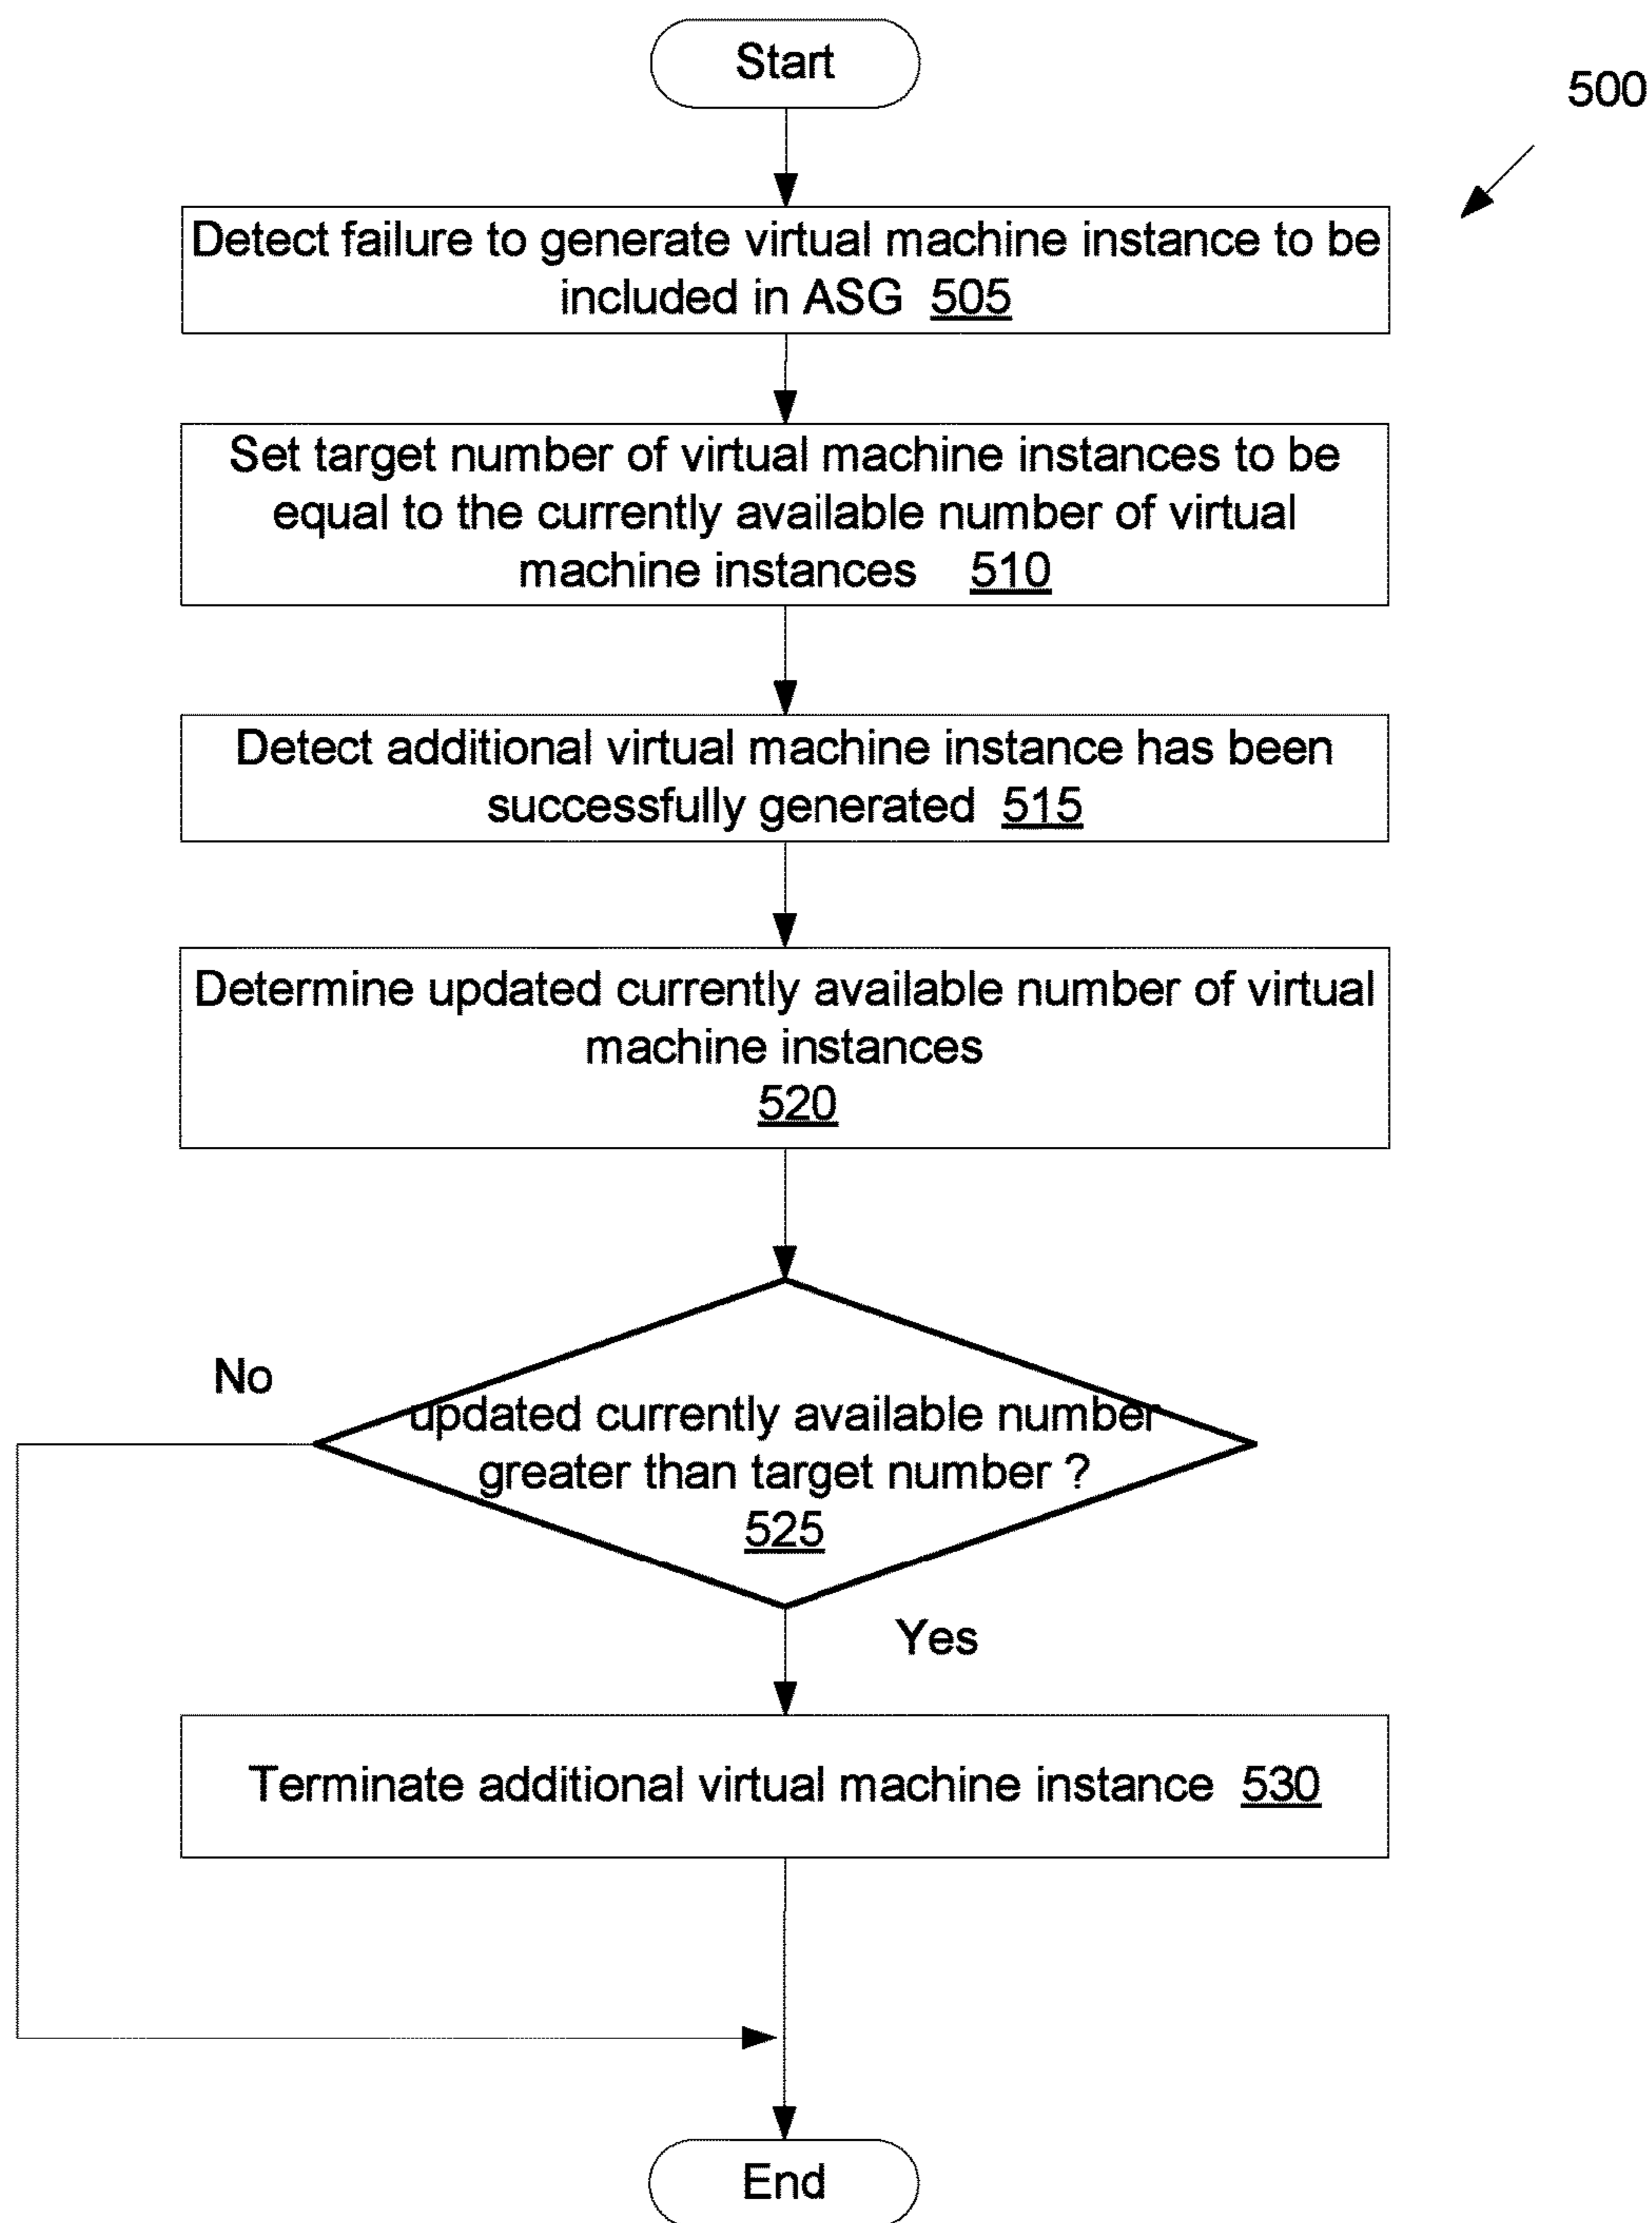 Start
500
Detect failure to generate virtual machine instance to be
included in ASG 505
Set target number of virtual machine instances to be
equal to the currently available number of virtual
machine instances 510
Detect additional virtual machine instance has been
successfully generated 515
Determine updated currently available number of virtual
machine instances
520
No
updated currently available number
greater than target number ?
525
Yes
Terminate additional virtual machine instance 530
End